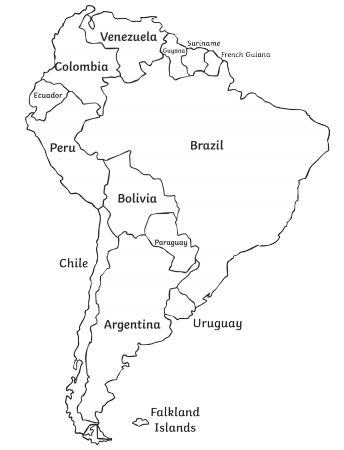 Venezuela
Suriname
Guyana
French Guiana
Colombia
Ecuador
Peru
Brazil
Bolivia
Paraguay
Chile
Argentina
Uruguay
Falkland
Islands